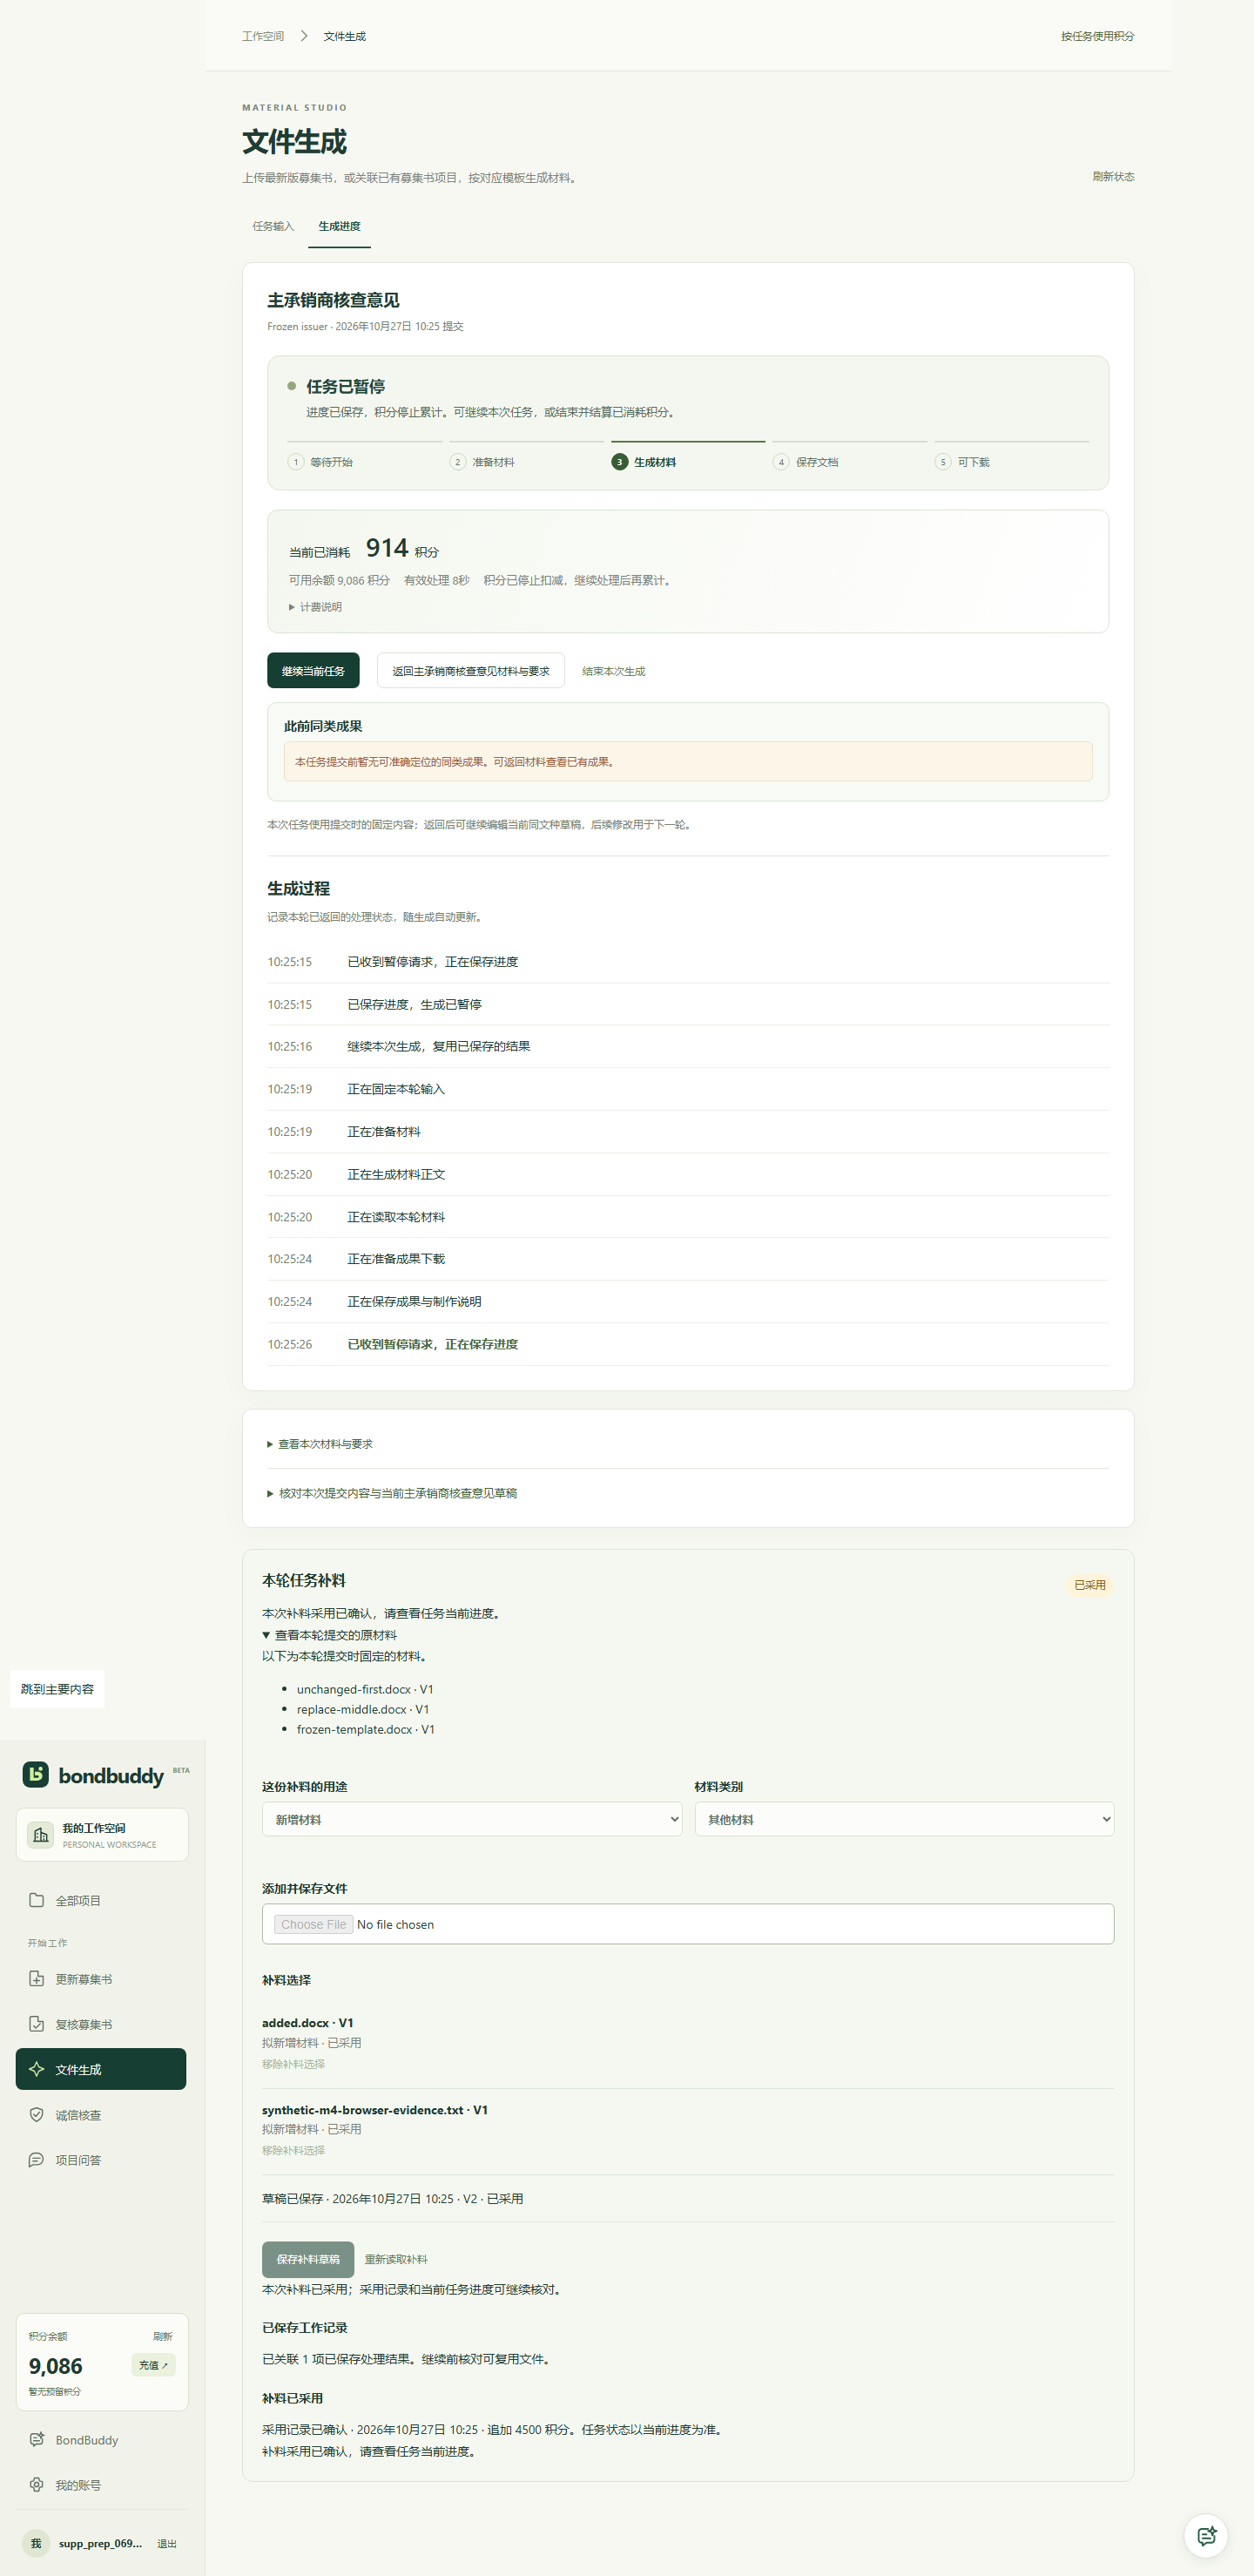 工作空间
文件生成
按任务使用积分
MATERIAL STUDIO
文件生成
上传最新版募集书，或关联已有募集书项目，按对应模板生成材料。
刷新状态
任务输入
生成进度
主承销商核查意见
Frozen issuer · 2026年10月27日 10:25 提交
任务已暂停
进度已保存，积分停止累计。可继续本次任务，或结束并结算已消耗积分。
1 等待开始
2 准备材料
3 生成材料
4 保存文档
5 可下载
当前已消耗 914 积分
可用余额 9,086 积分 有效处理 8秒 积分已停止扣减，继续处理后再累计。
计费说明
继续当前任务
返回主承销商核查意见材料与要求
结束本次生成
此前同类成果
本任务提交前暂无可准确定位的同类成果。可返回材料查看已有成果。
本次任务使用提交时的固定内容；返回后可继续编辑当前同文种草稿，后续修改用于下一轮。
生成过程
记录本轮已返回的处理状态，随生成自动更新。
10:25:15 已收到暂停请求，正在保存进度
10:25:15 已保存进度，生成已暂停
10:25:16 继续本次生成，复用已保存的结果
10:25:19 正在固定本轮输入
10:25:19 正在准备材料
10:25:20 正在生成材料正文
10:25:20 正在读取本轮材料
10:25:24 正在准备成果下载
10:25:24 正在保存成果与制作说明
10:25:26 已收到暂停请求，正在保存进度
查看本次材料与要求
核对本次提交内容与当前主承销商核查意见草稿
本轮任务补料
已采用
本次补料采用已确认，请查看任务当前进度。
查看本轮提交的原材料
以下为本轮提交时固定的材料。
unchanged-first.docx · V1
replace-middle.docx · V1
frozen-template.docx · V1
这份补料的用途
材料类别
新增材料
其他材料
添加并保存文件
Choose File No file chosen
补料选择
added.docx · V1
拟新增材料 · 已采用
移除补料选择
synthetic-m4-browser-evidence.txt · V1
拟新增材料 · 已采用
移除补料选择
草稿已保存 · 2026年10月27日 10:25 · V2 · 已采用
保存补料草稿
重新读取补料
本次补料已采用；采用记录和当前任务进度可继续核对。
已保存工作记录
已关联 1 项已保存处理结果。继续前核对可复用文件。
补料已采用
采用记录已确认 · 2026年10月27日 10:25 · 追加 4500 积分。任务状态以当前进度为准。
补料采用已确认，请查看任务当前进度。
跳到主要内容
bondbuddy BETA
我的工作空间
PERSONAL WORKSPACE
全部项目
开始工作
更新募集书
复核募集书
文件生成
诚信核查
项目问答
积分余额
刷新
9,086
充值 ↗
暂无预留积分
BondBuddy
我的账号
我 supp_prep_069... 退出